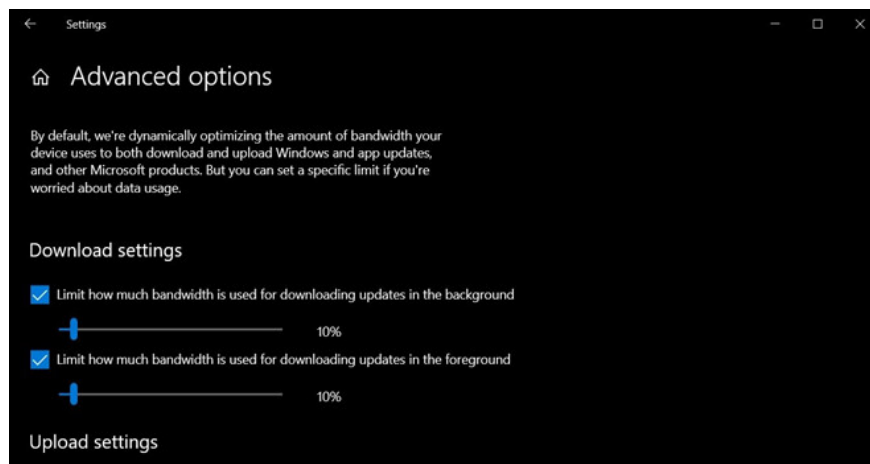 Settings
Advanced options
By default, we're dynamically optimizing the amount of bandwidth your
device uses to both download and upload Windows and app updates,
and other Microsoft products. But you can set a specific limit if you're
worried about data usage.
Download settings
Limit how much bandwidth is used for downloading updates in the background
10%
Limit how much bandwidth is used for downloading updates in the foreground
10%
Upload settings